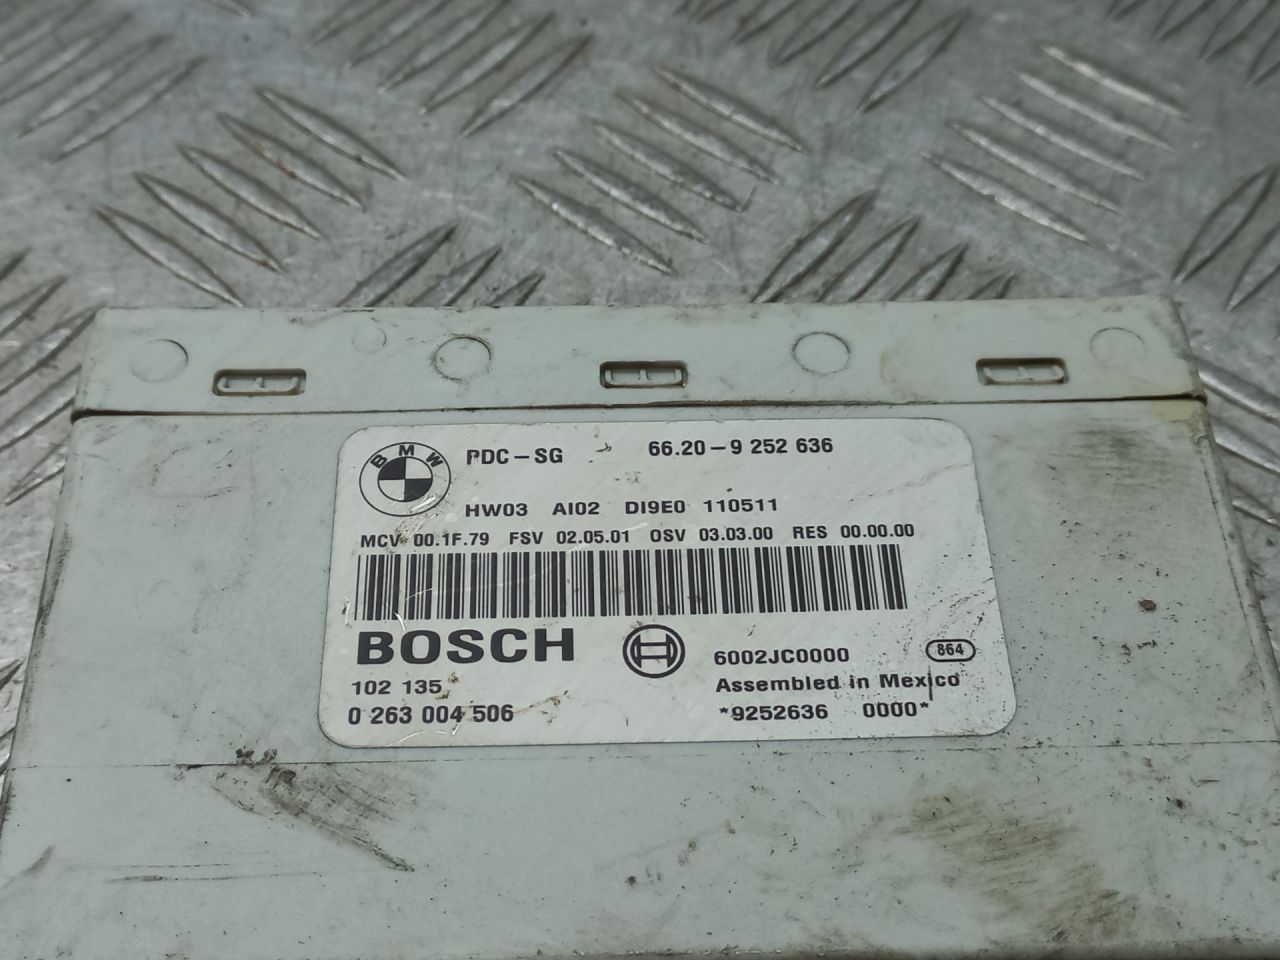 BMW PDC-SG 66.20-9 252 636
HW03 AI02 DI9E0 110511
MCV 00.1F.79 FSV 02.05.01 OSV 03.03.00 RES 00.00.00
BOSCH
6002JC0000 864
102 135 Assembled in Mexico
0 263 004 506 *9252636 0000*